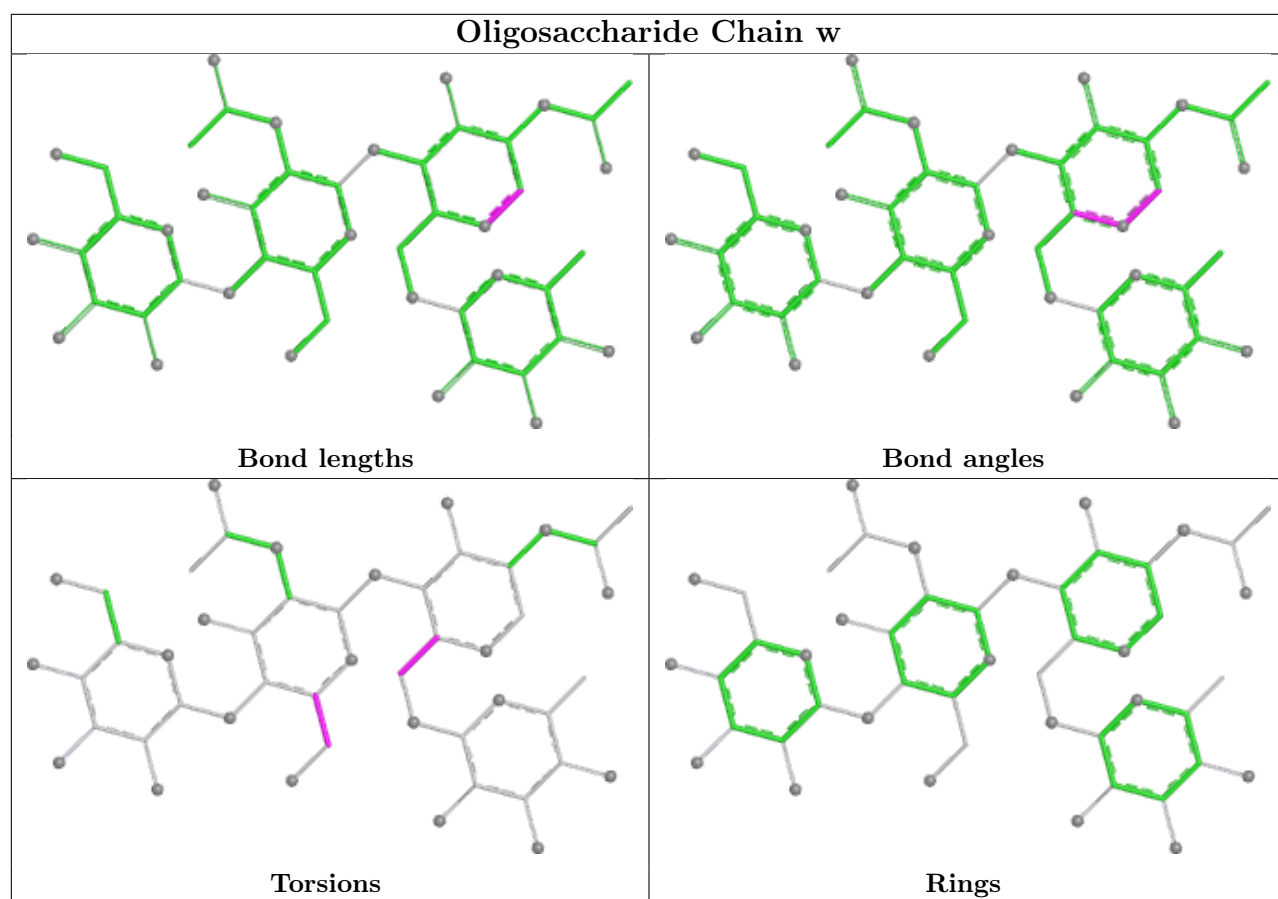 Oligosaccharide Chain w
Bond lengths
Bond angles
Torsions
Rings